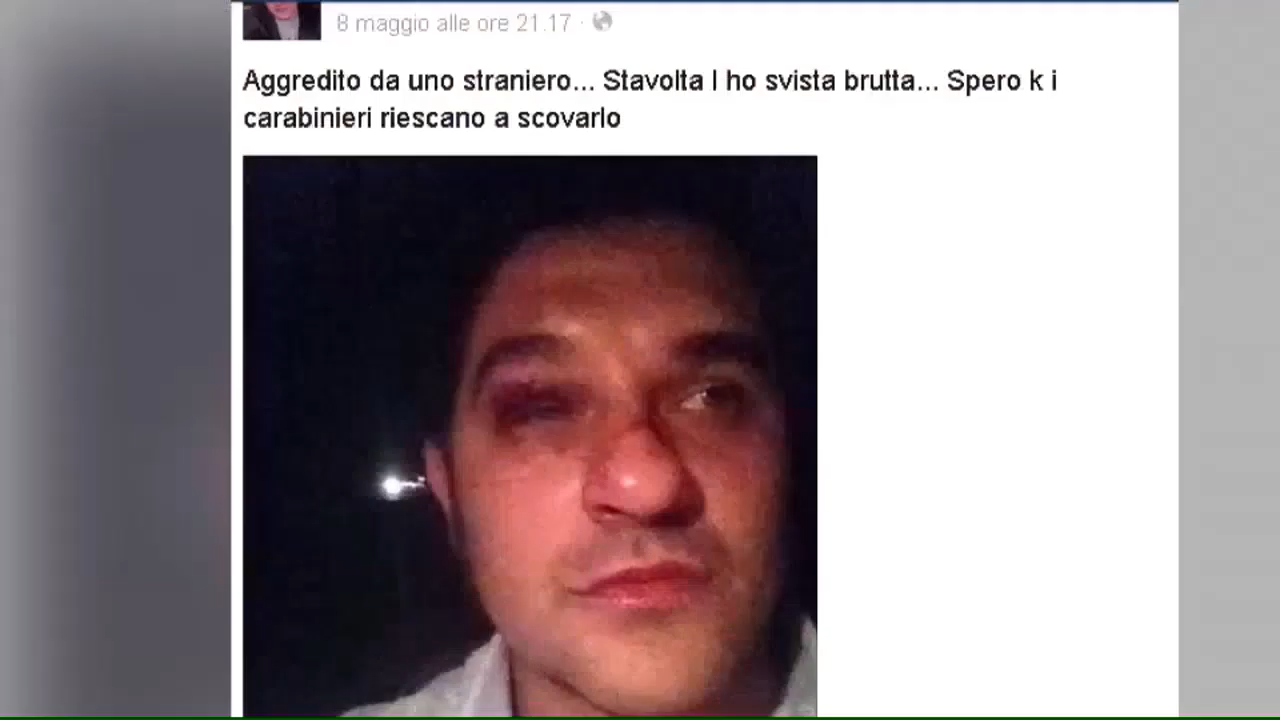 8 maggio alle ore 21.17 ·
Aggredito da uno straniero... Stavolta l ho svista brutta... Spero k i
carabinieri riescano a scovarlo